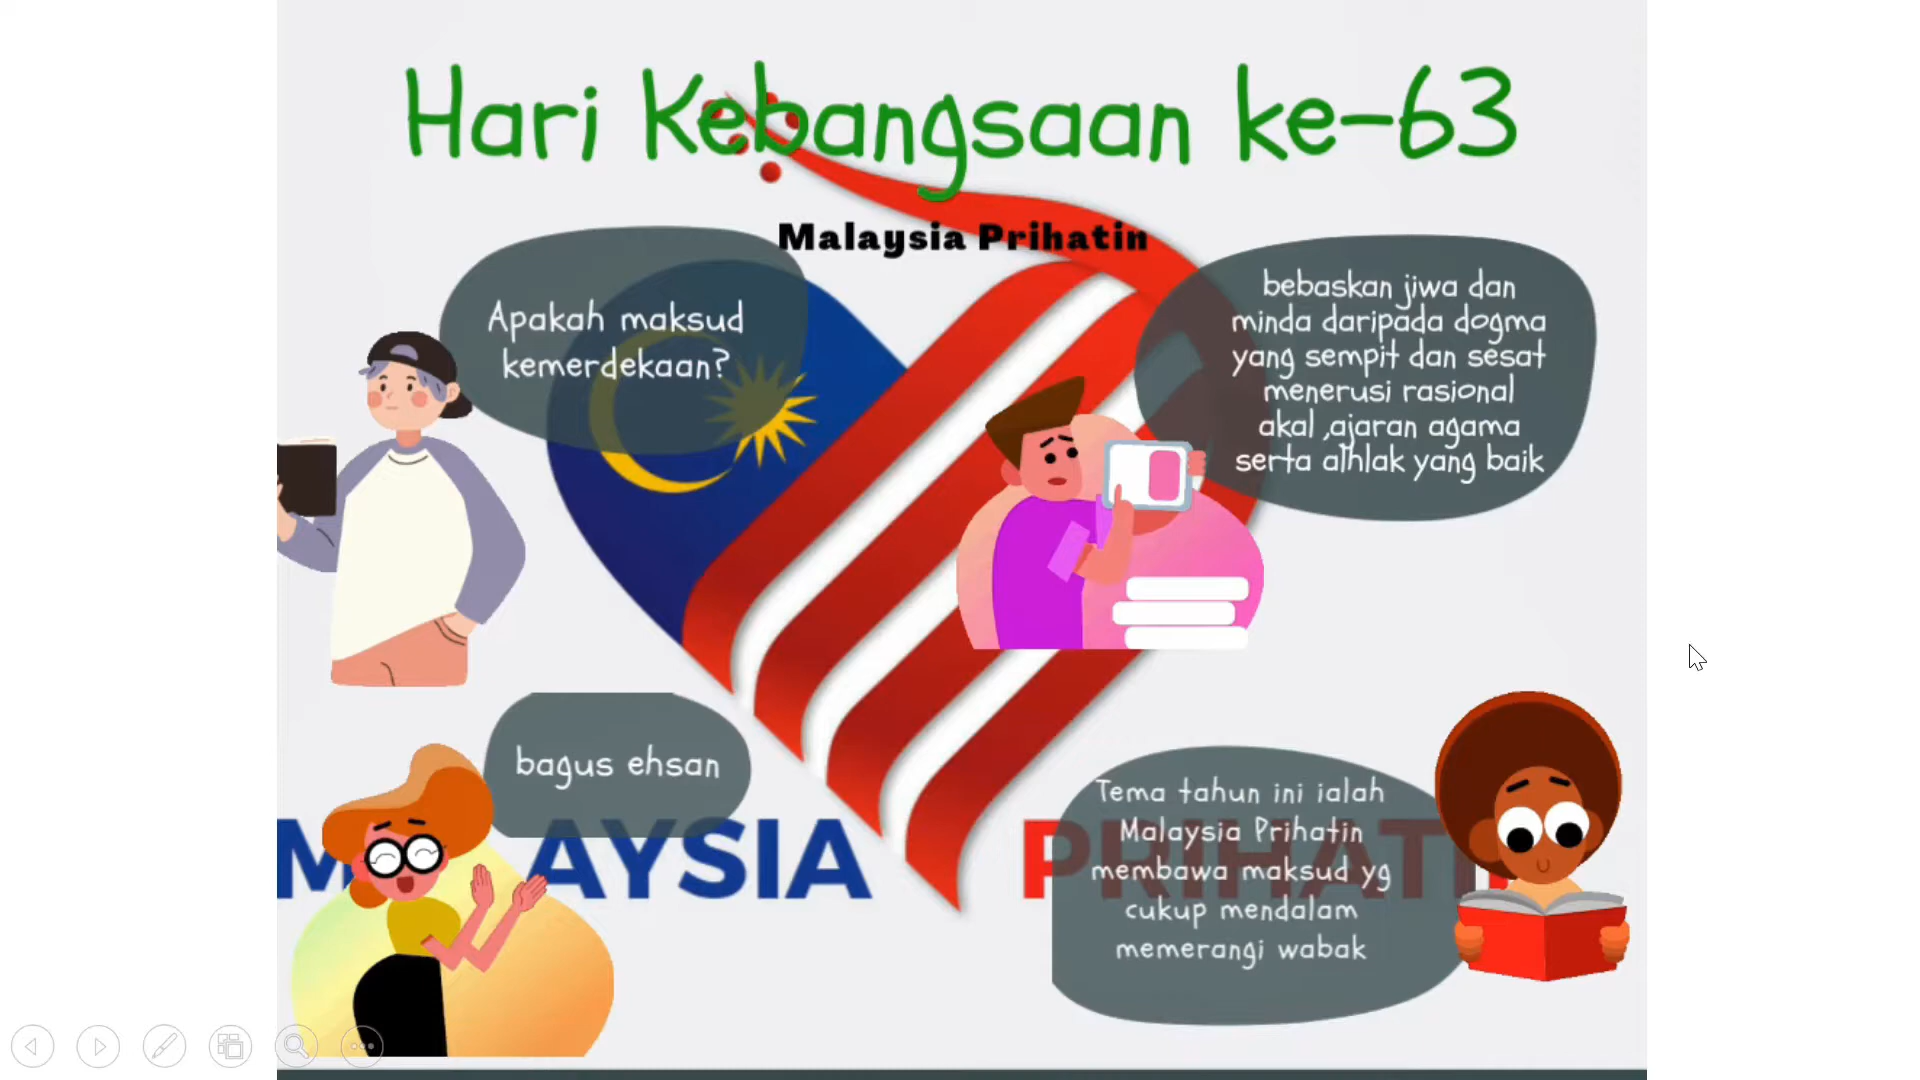 Hari Kebangsaan ke-63
Malaysia Prihatin
Apakah maksud
kemerdekaan?
bebaskan jiwa dan
minda daripada dogma
yang sempit dan sesat
menerusi rasional
akal ,ajaran agama
serta alhlak yang baik
bagus ehsan
Tema tahun ini ialah
Malaysia Prihatin
membawa maksud yg
cukup mendalam
memerangi wabak
M AYSIA PRIHATI